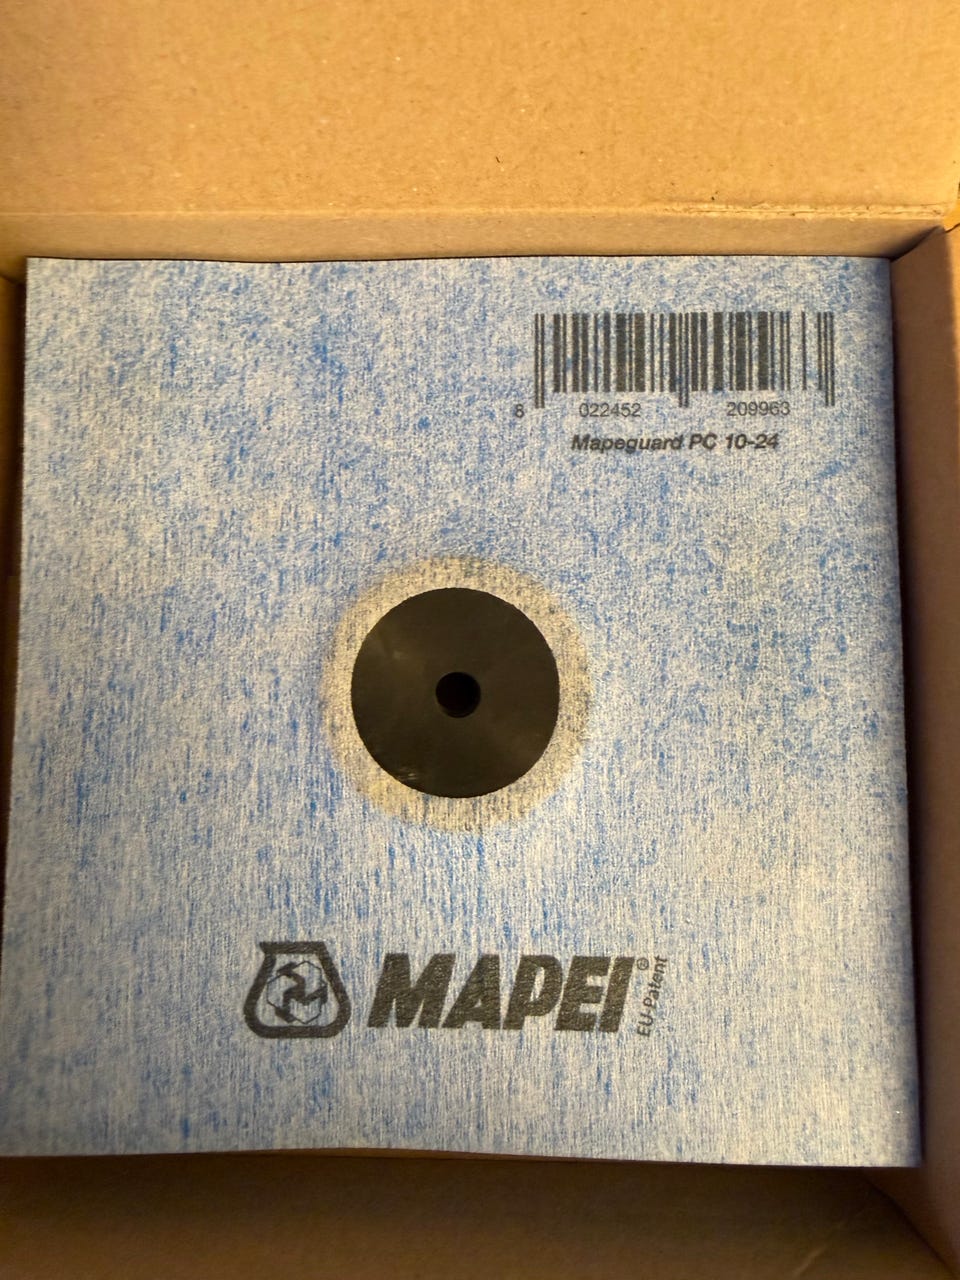 8 022452 209963
Mapeguard PC 10-24
MAPEI®
EU-Patent